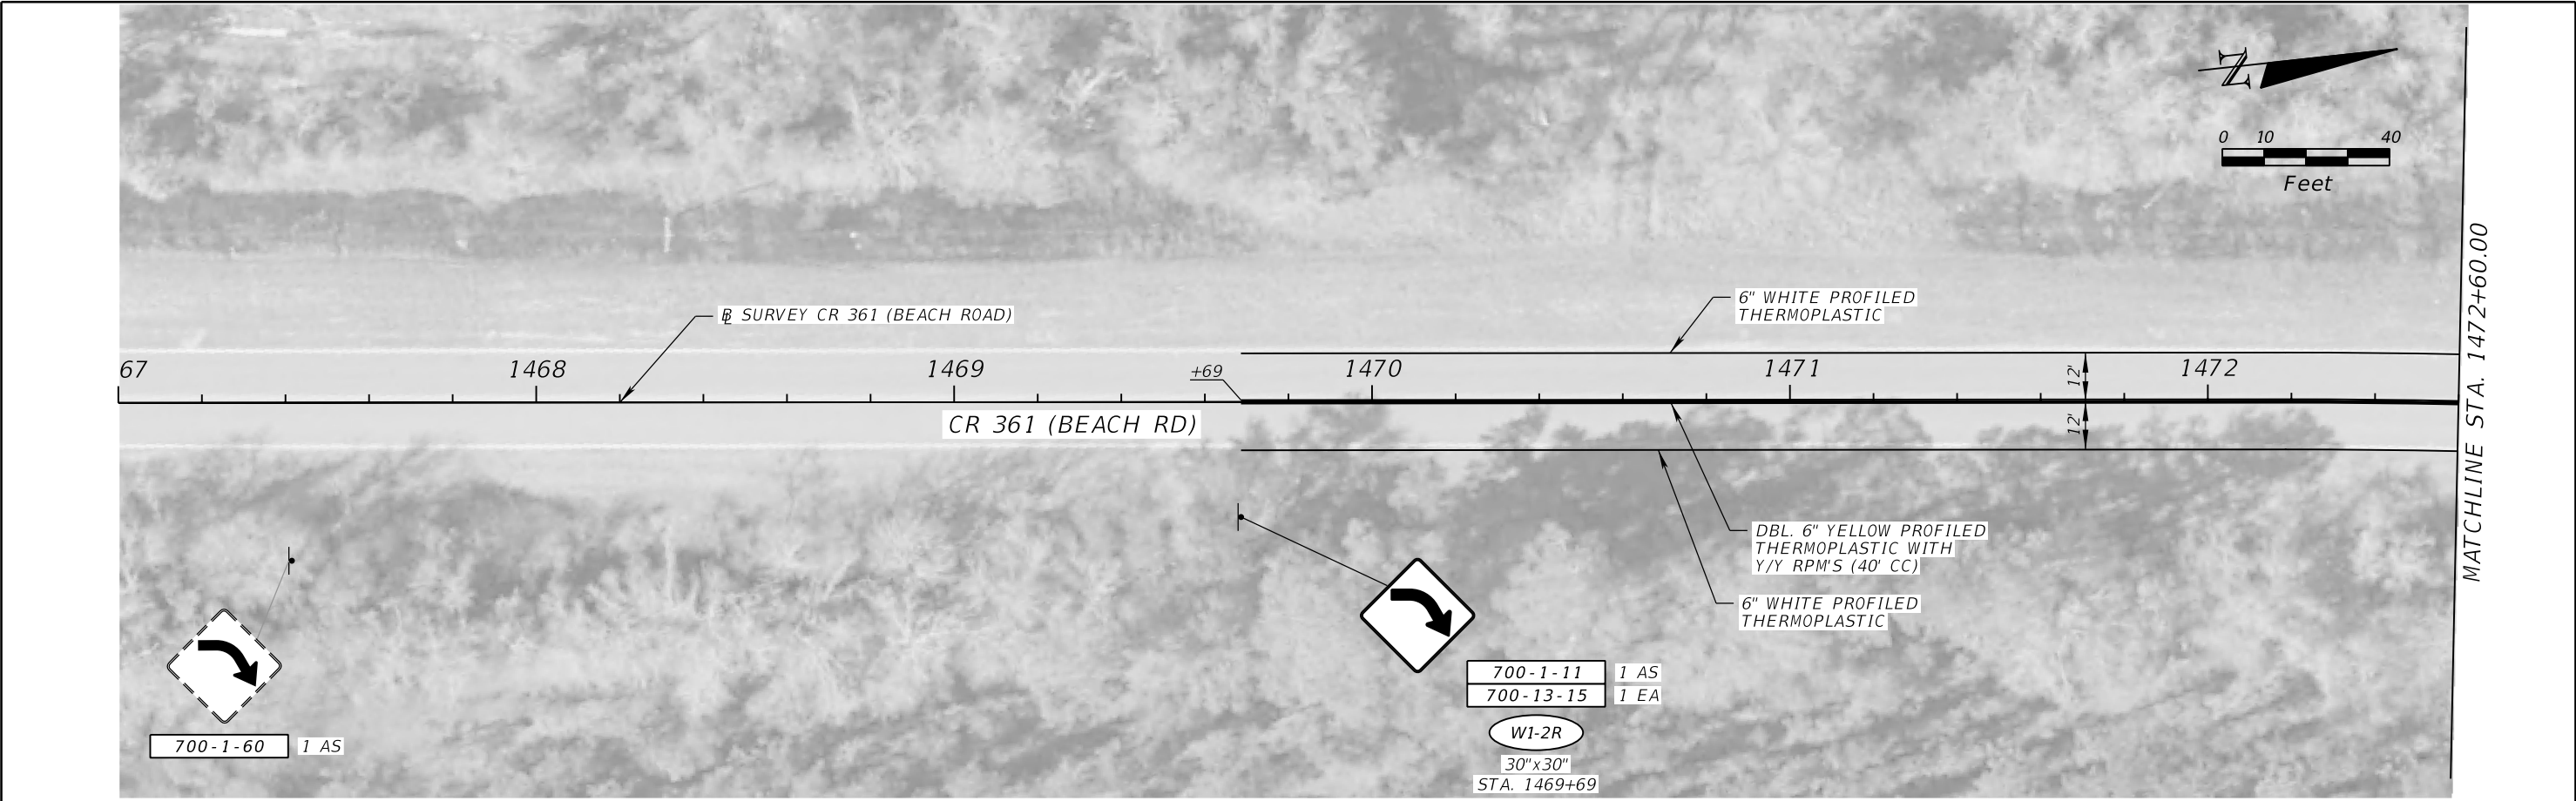 N
0 10 40
Feet
6" WHITE PROFILED
THERMOPLASTIC
℄ SURVEY CR 361 (BEACH ROAD)
67 1468 1469 +69 1470 1471 12' 1472
12'
CR 361 (BEACH RD)
MATCHLINE STA. 1472+60.00
DBL. 6" YELLOW PROFILED
THERMOPLASTIC WITH
Y/Y RPM'S (40' CC)
6" WHITE PROFILED
THERMOPLASTIC
700-1-11 1 AS
700-13-15 1 EA
W1-2R
30"x30"
STA. 1469+69
700-1-60 1 AS